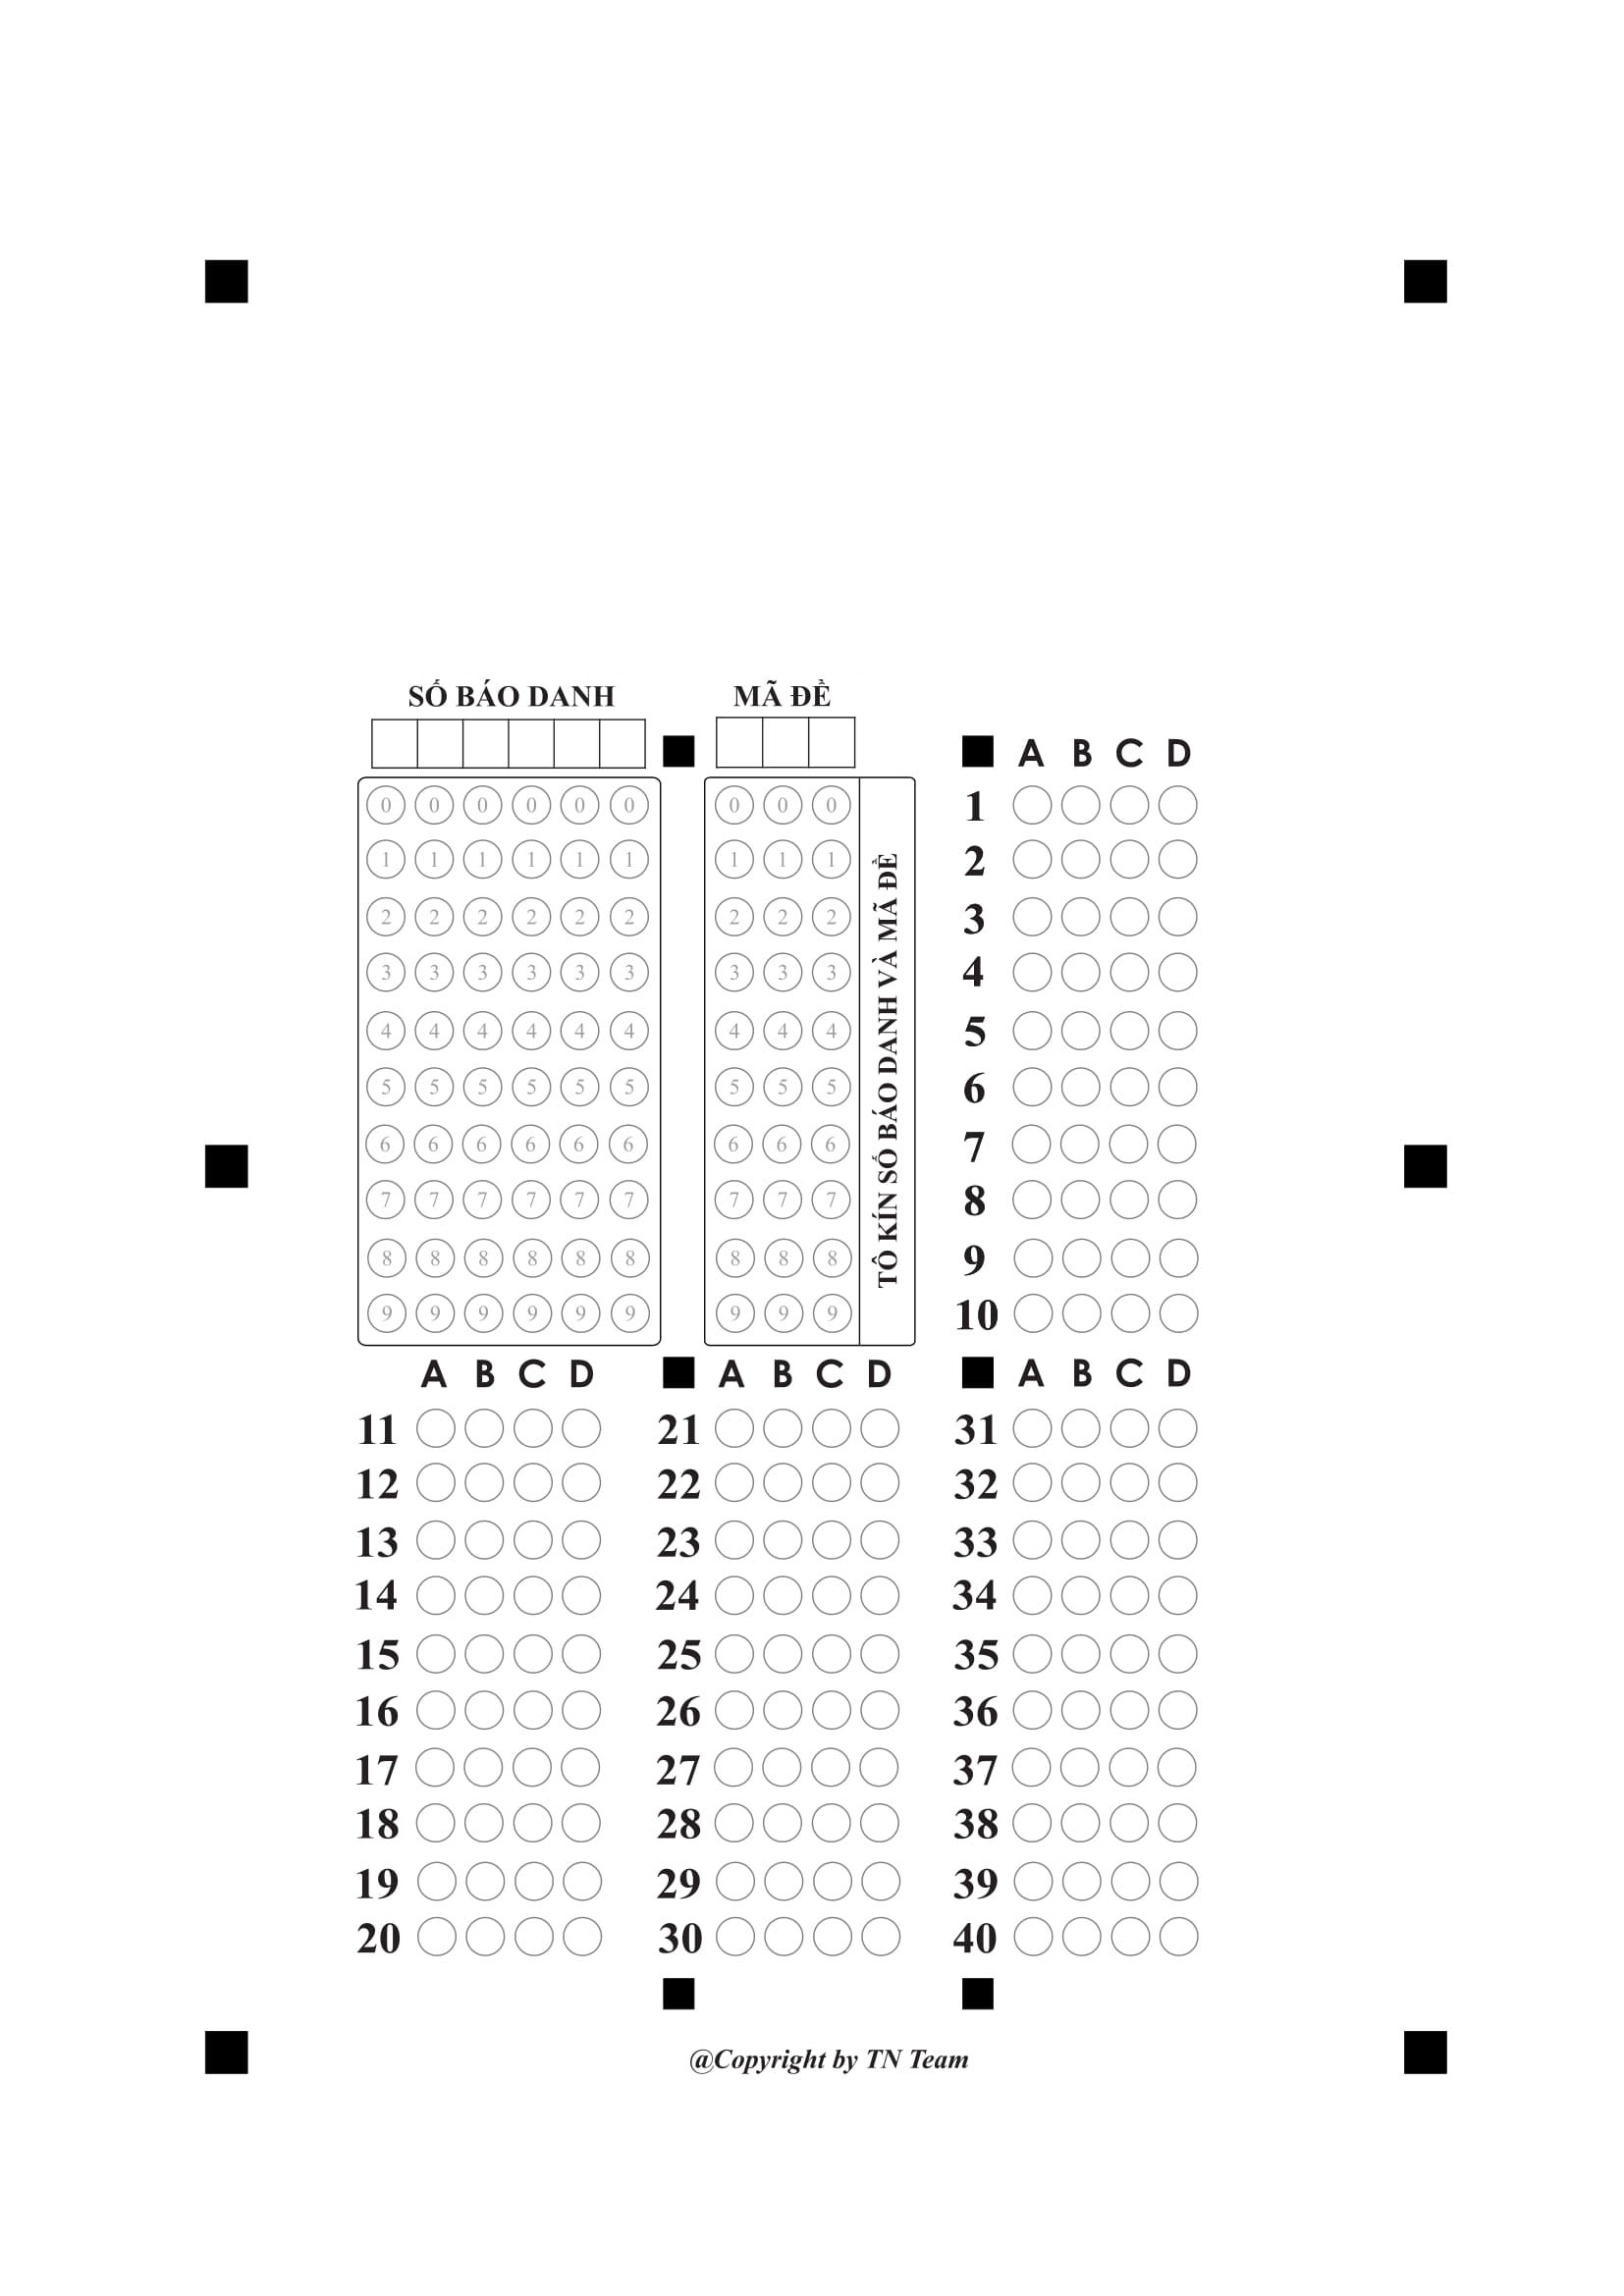 SỐ BÁO DANH
MÃ ĐỀ
A B C D
0 0 0 0 0 0
1 1 1 1 1 1
2 2 2 2 2 2
3 3 3 3 3 3
4 4 4 4 4 4
5 5 5 5 5 5
6 6 6 6 6 6
7 7 7 7 7 7
8 8 8 8 8 8
9 9 9 9 9 9
0 0 0
1 1 1
2 2 2
3 3 3
4 4 4
5 5 5
6 6 6
7 7 7
8 8 8
9 9 9
TÔ KÍN SỐ BÁO DANH VÀ MÃ ĐỀ
1
2
3
4
5
6
7
8
9
10
A B C D
11
12
13
14
15
16
17
18
19
20
A B C D
21
22
23
24
25
26
27
28
29
30
A B C D
31
32
33
34
35
36
37
38
39
40
@Copyright by TN Team